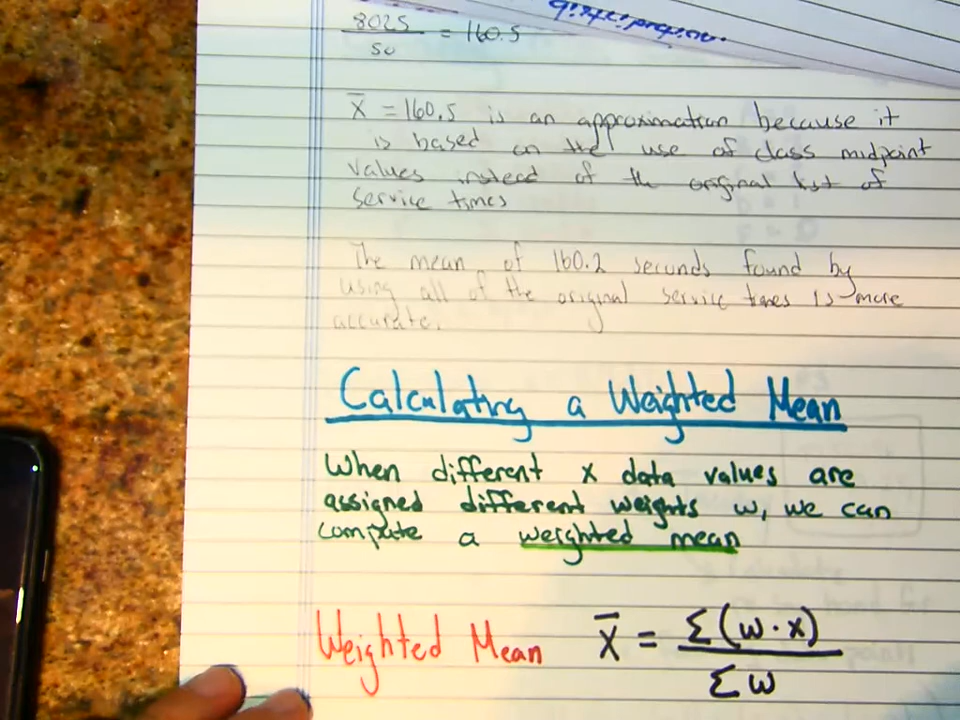 8025
50
= 160.5
x̄ = 160.5 is an approximation because it
is based on the use of class midpoint
values instead of the original list of
service times
The mean of 160.2 seconds found by
using all of the original service times is more
accurate.
Calculating a Weighted Mean
When different x data values are
assigned different weights w, we can
compute a weighted mean
Weighted Mean x̄ = Σ(w·x)
Σw